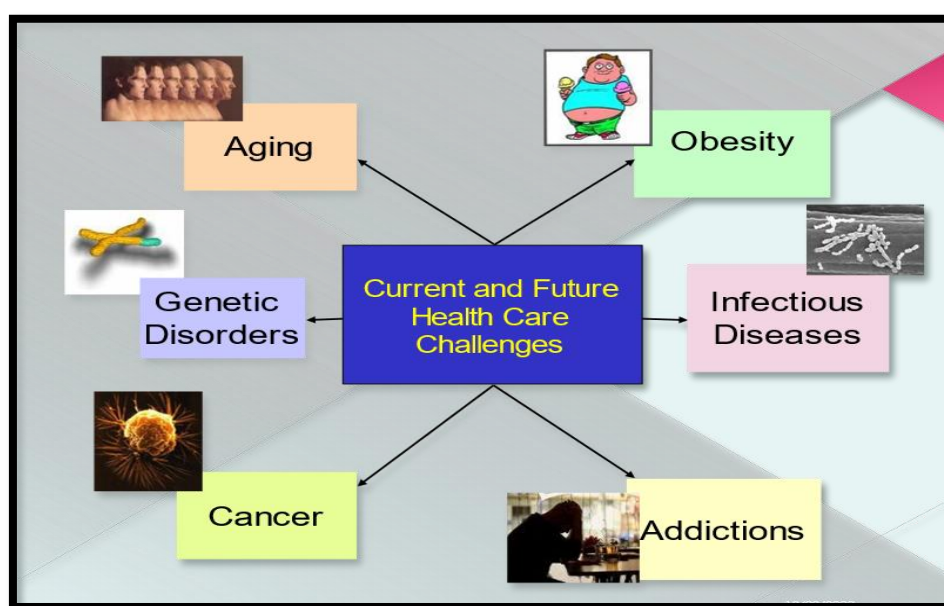 Aging
Obesity
Genetic
Disorders
Current and Future
Health Care
Challenges
Infectious
Diseases
Cancer
Addictions